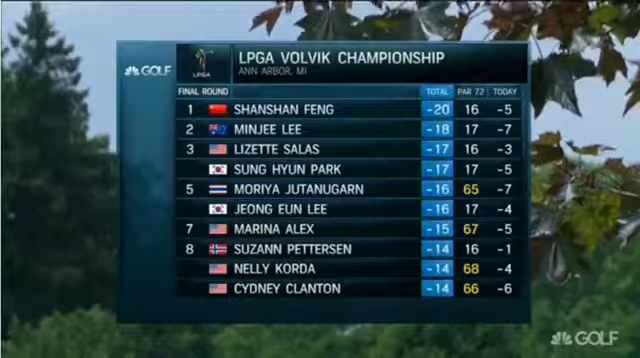 GOLF
LPGA
LPGA VOLVIK CHAMPIONSHIP
ANN ARBOR, MI
FINAL ROUND TOTAL PAR 72 TODAY
1 SHANSHAN FENG -20 16 -5
2 MINJEE LEE -18 17 -7
3 LIZETTE SALAS -17 16 -3
SUNG HYUN PARK -17 17 -5
5 MORIYA JUTANUGARN -16 65 -7
JEONG EUN LEE -16 17 -4
7 MARINA ALEX -15 67 -5
8 SUZANN PETTERSEN -14 16 -1
NELLY KORDA -14 68 -4
CYDNEY CLANTON -14 66 -6
GOLF